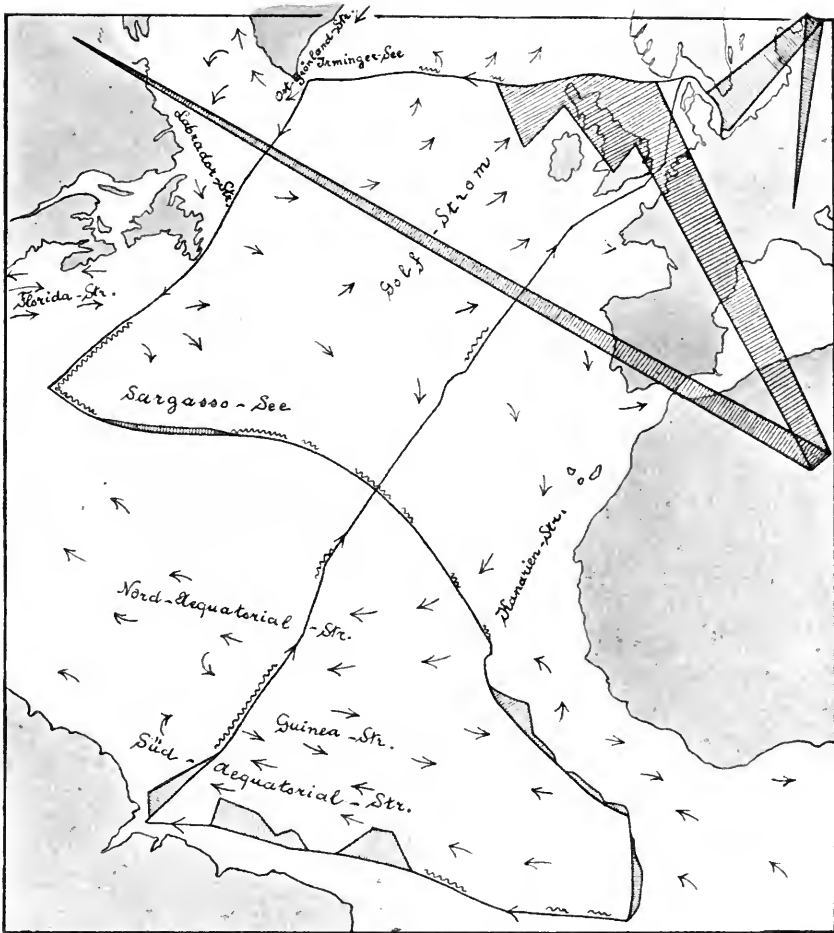 Ost Grönland-Str.
Irminger-See
Labrador-Str.
Golf-Strom
Florida-Str.
Sargasso-See
Kanarien-Str.
Nord-Aequatorial-Str.
Guinea-Str.
Süd-Aequatorial-Str.